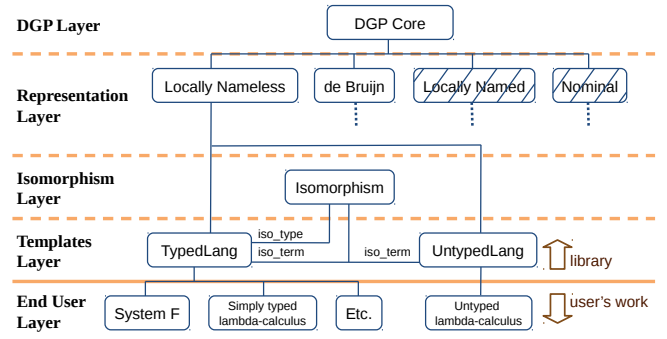 DGP Layer
DGP Core
Representation
Layer
Locally Nameless
de Bruijn
Locally Named
Nominal
Isomorphism
Layer
Isomorphism
Templates
Layer
TypedLang
iso_type
iso_term
iso_term
UntypedLang
library
End User
Layer
System F
Simply typed
lambda-calculus
Etc.
Untyped
lambda-calculus
user's work